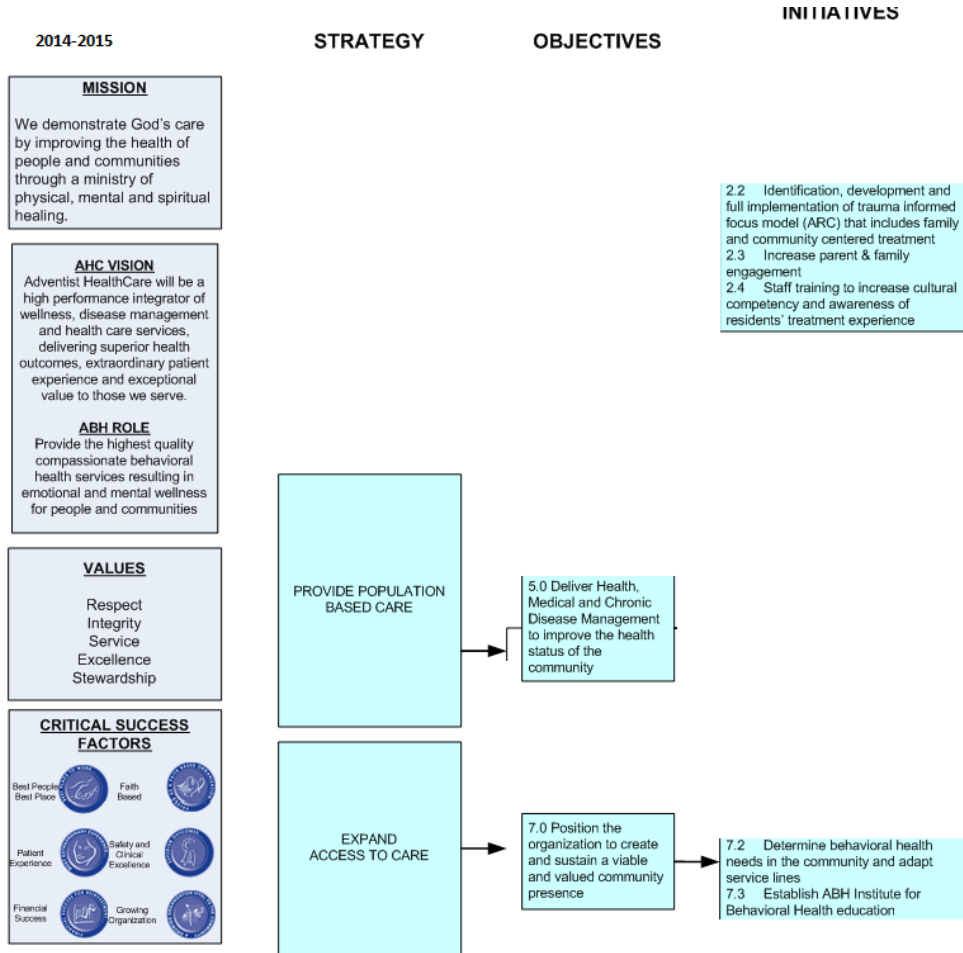 INITIATIVES
2014-2015
STRATEGY
OBJECTIVES
MISSION
We demonstrate God's care
by improving the health of
people and communities
through a ministry of
physical, mental and spiritual
healing.
AHC VISION
Adventist HealthCare will be a
high performance integrator of
wellness, disease management
and health care services,
delivering superior health
outcomes, extraordinary patient
experience and exceptional
value to those we serve.
ABH ROLE
Provide the highest quality
compassionate behavioral
health services resulting in
emotional and mental wellness
for people and communities
VALUES
Respect
Integrity
Service
Excellence
Stewardship
CRITICAL SUCCESS
FACTORS
Best People
Best Place
Faith
Based
Patient
Experience
Safety and
Clinical
Excellence
Financial
Success
Growing
Organization
PROVIDE POPULATION
BASED CARE
EXPAND
ACCESS TO CARE
5.0 Deliver Health,
Medical and Chronic
Disease Management
to improve the health
status of the
community
7.0 Position the
organization to create
and sustain a viable
and valued community
presence
2.2 Identification, development and
full implementation of trauma informed
focus model (ARC) that includes family
and community centered treatment
2.3 Increase parent & family
engagement
2.4 Staff training to increase cultural
competency and awareness of
residents' treatment experience
7.2 Determine behavioral health
needs in the community and adapt
service lines
7.3 Establish ABH Institute for
Behavioral Health education